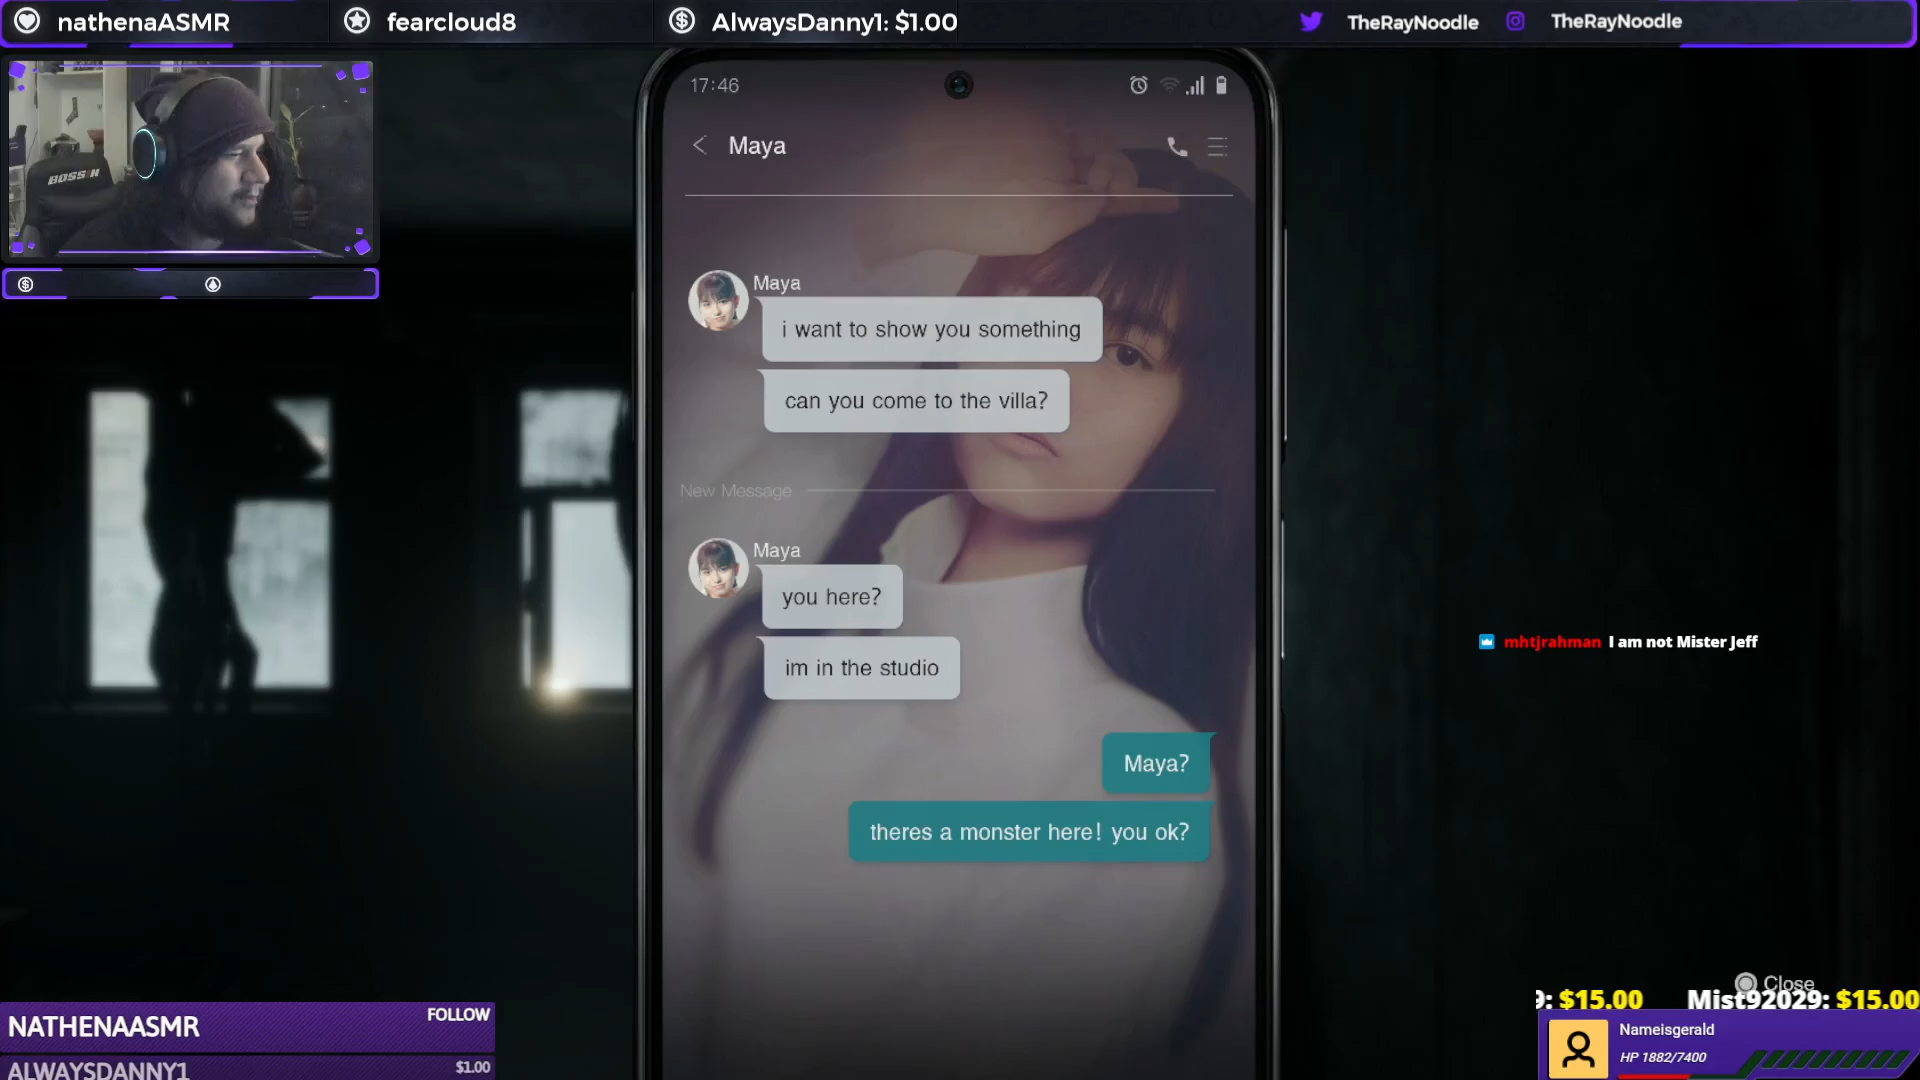 nathenaASMR
fearcloud8
AlwaysDanny1: $1.00
TheRayNoodle
TheRayNoodle
BOSSIN
17:46
Maya
Maya
i want to show you something
can you come to the villa?
New Message
Maya
you here?
im in the studio
Maya?
theres a monster here! you ok?
mhtjrahman I am not Mister Jeff
Close
9: $15.00 Mist92029: $15.00
NATHENAASMR FOLLOW
ALWAYSDANNY1 $1.00
Nameisgerald
HP 1882/7400